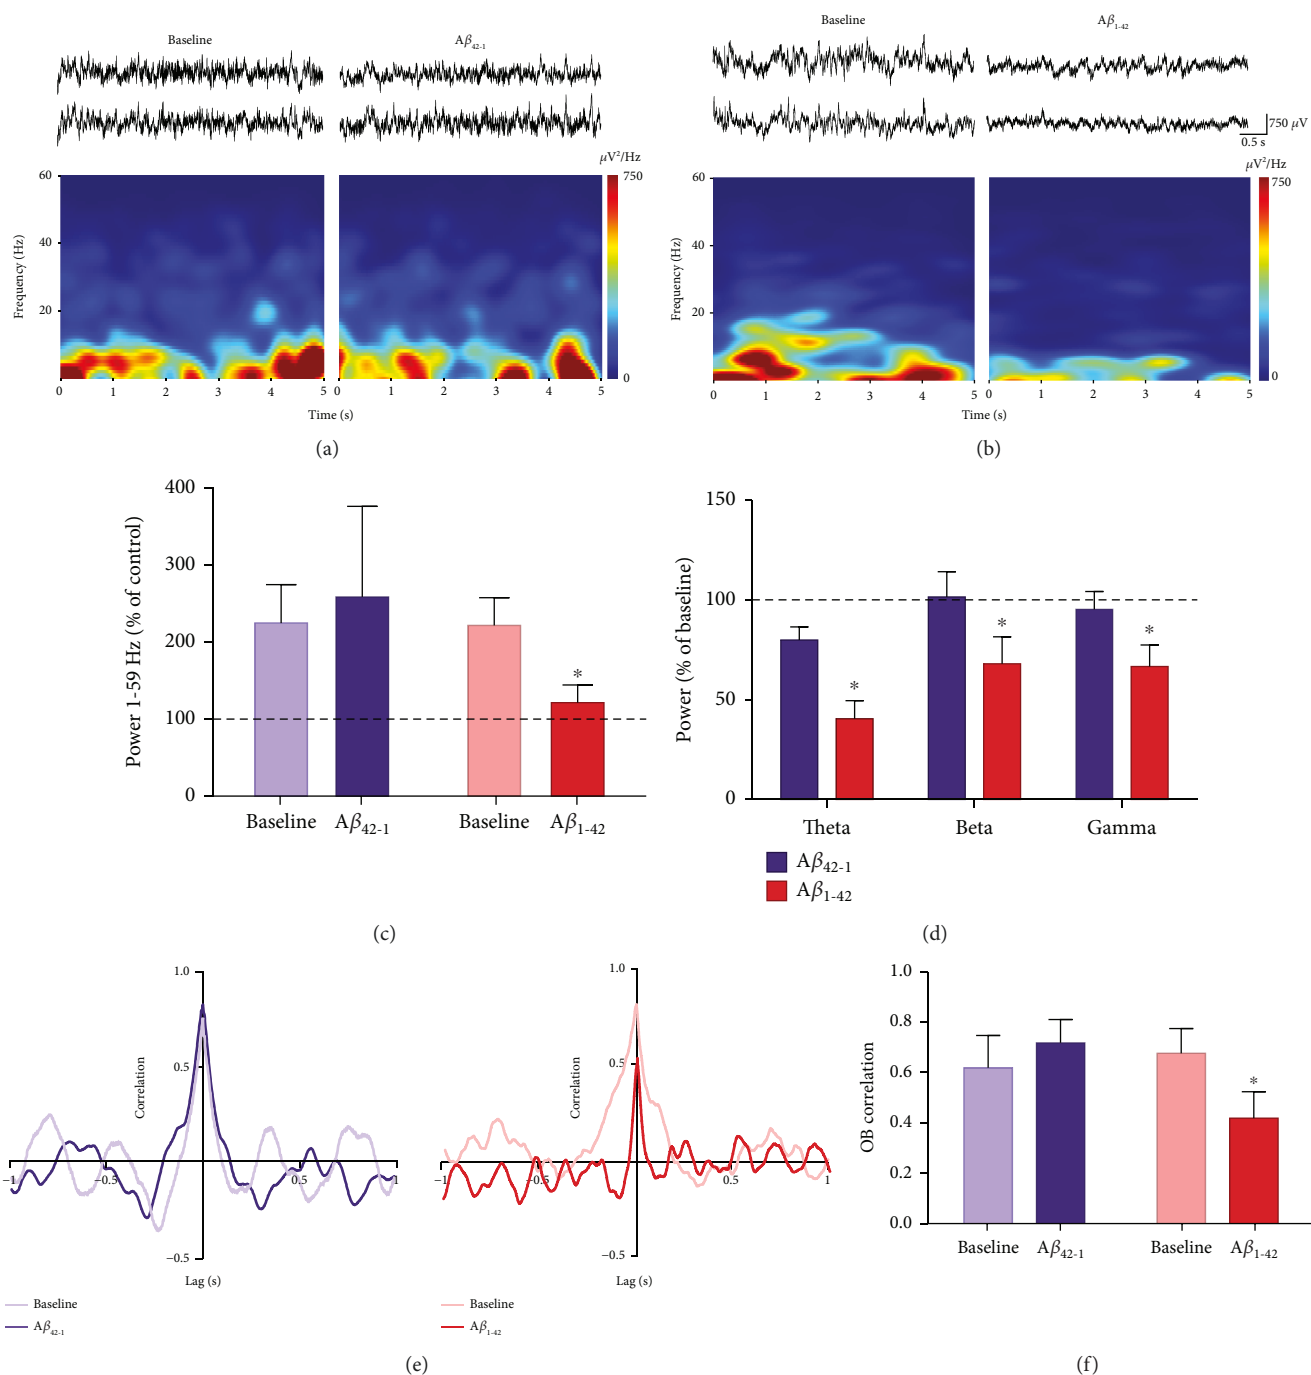 Baseline
Aβ42-1
μV²/Hz
750
0
60
40
20
Frequency (Hz)
0 1 2 3 4 5 0 1 2 3 4 5
Time (s)
(a)
Baseline
Aβ1-42
750 μV
0.5 s
μV²/Hz
750
0
60
40
20
Frequency (Hz)
0 1 2 3 4 5 0 1 2 3 4 5
Time (s)
(b)
Power 1-59 Hz (% of control)
400
300
200
100
0
*
Baseline Aβ42-1 Baseline Aβ1-42
(c)
Power (% of baseline)
150
100
50
0
* * *
Theta Beta Gamma
Aβ42-1
Aβ1-42
(d)
Correlation
1.0
0.5
−1 −0.5 0.5 1
−0.5
Lag (s)
Baseline
Aβ42-1
Correlation
1.0
0.5
−1 −0.5 0.5 1
−0.5
Lag (s)
Baseline
Aβ1-42
(e)
OB correlation
1.0
0.8
0.6
0.4
0.2
0.0
*
Baseline Aβ42-1 Baseline Aβ1-42
(f)